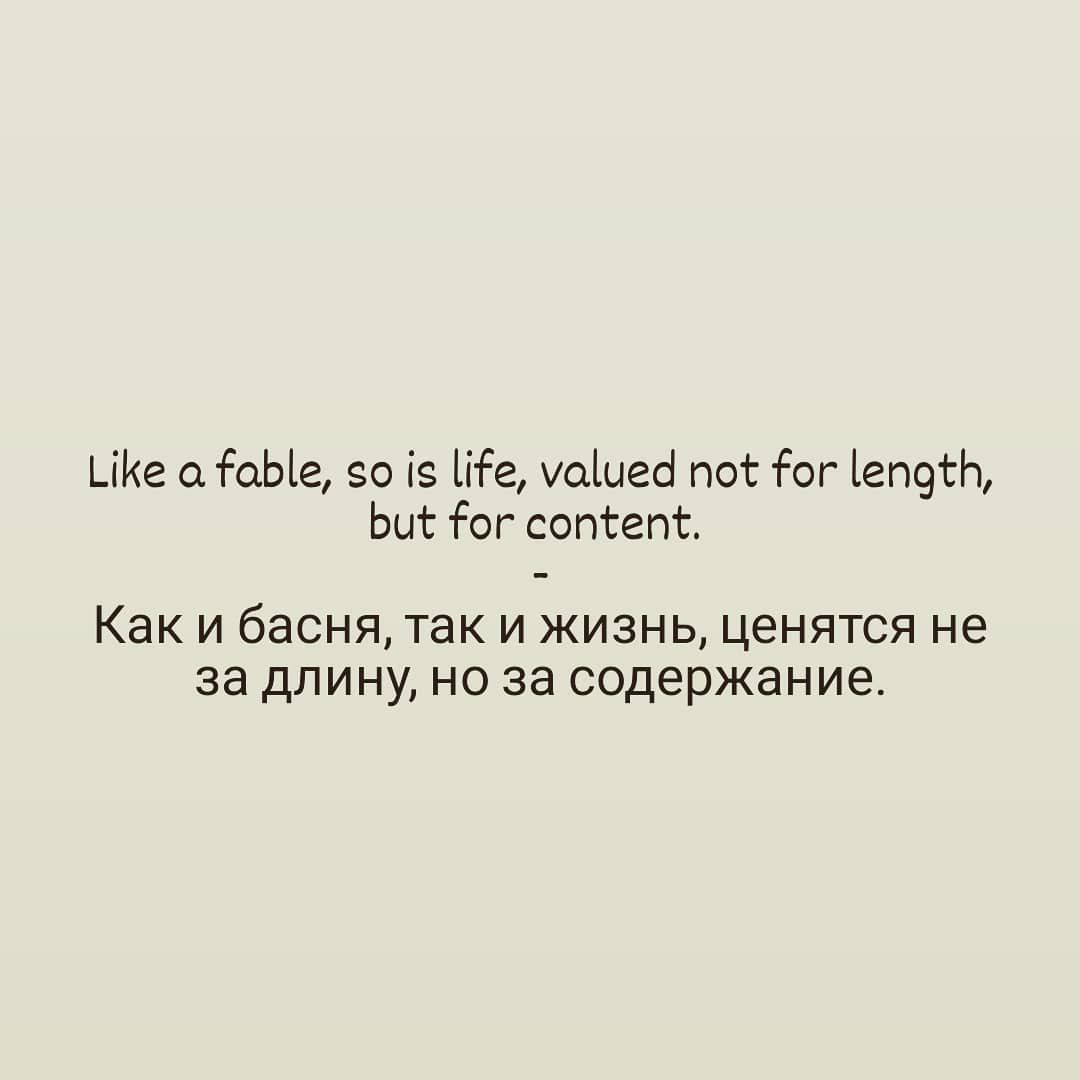 Like a fable, so is life, valued not for length,
but for content.
-
Как и басня, так и жизнь, ценятся не
за длину, но за содержание.